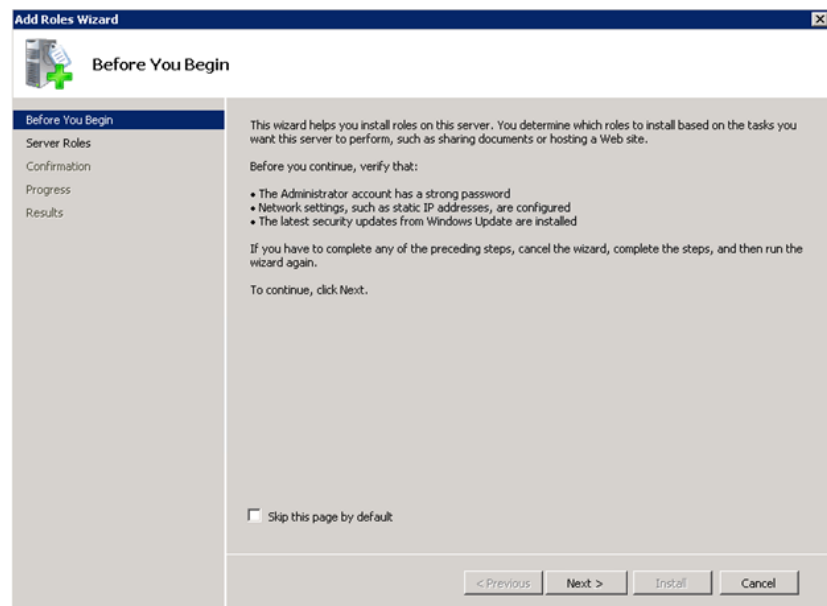 Add Roles Wizard
Before You Begin
Before You Begin
Server Roles
Confirmation
Progress
Results
This wizard helps you install roles on this server. You determine which roles to install based on the tasks you
want this server to perform, such as sharing documents or hosting a Web site.
Before you continue, verify that:
• The Administrator account has a strong password
• Network settings, such as static IP addresses, are configured
• The latest security updates from Windows Update are installed
If you have to complete any of the preceding steps, cancel the wizard, complete the steps, and then run the
wizard again.
To continue, click Next.
Skip this page by default
< Previous
Next >
Install
Cancel